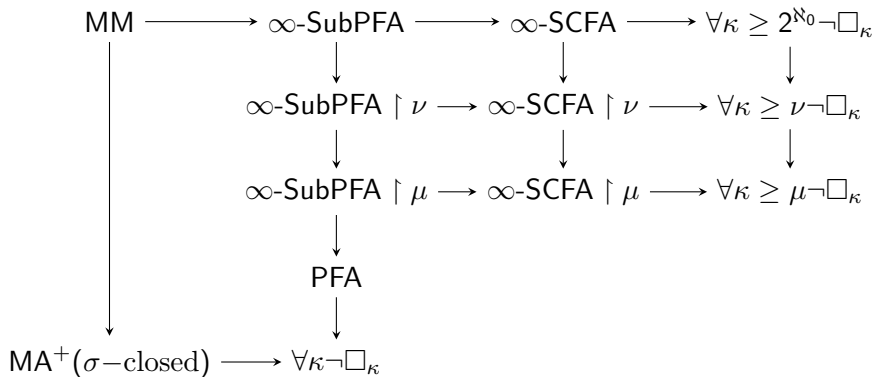 MM ∞-SubPFA ∞-SCFA ∀κ ≥ 2^ℵ₀ ¬□_κ
∞-SubPFA ↾ ν ∞-SCFA ↾ ν ∀κ ≥ ν¬□_κ
∞-SubPFA ↾ μ ∞-SCFA ↾ μ ∀κ ≥ μ¬□_κ
PFA
MA⁺(σ−closed) ∀κ¬□_κ